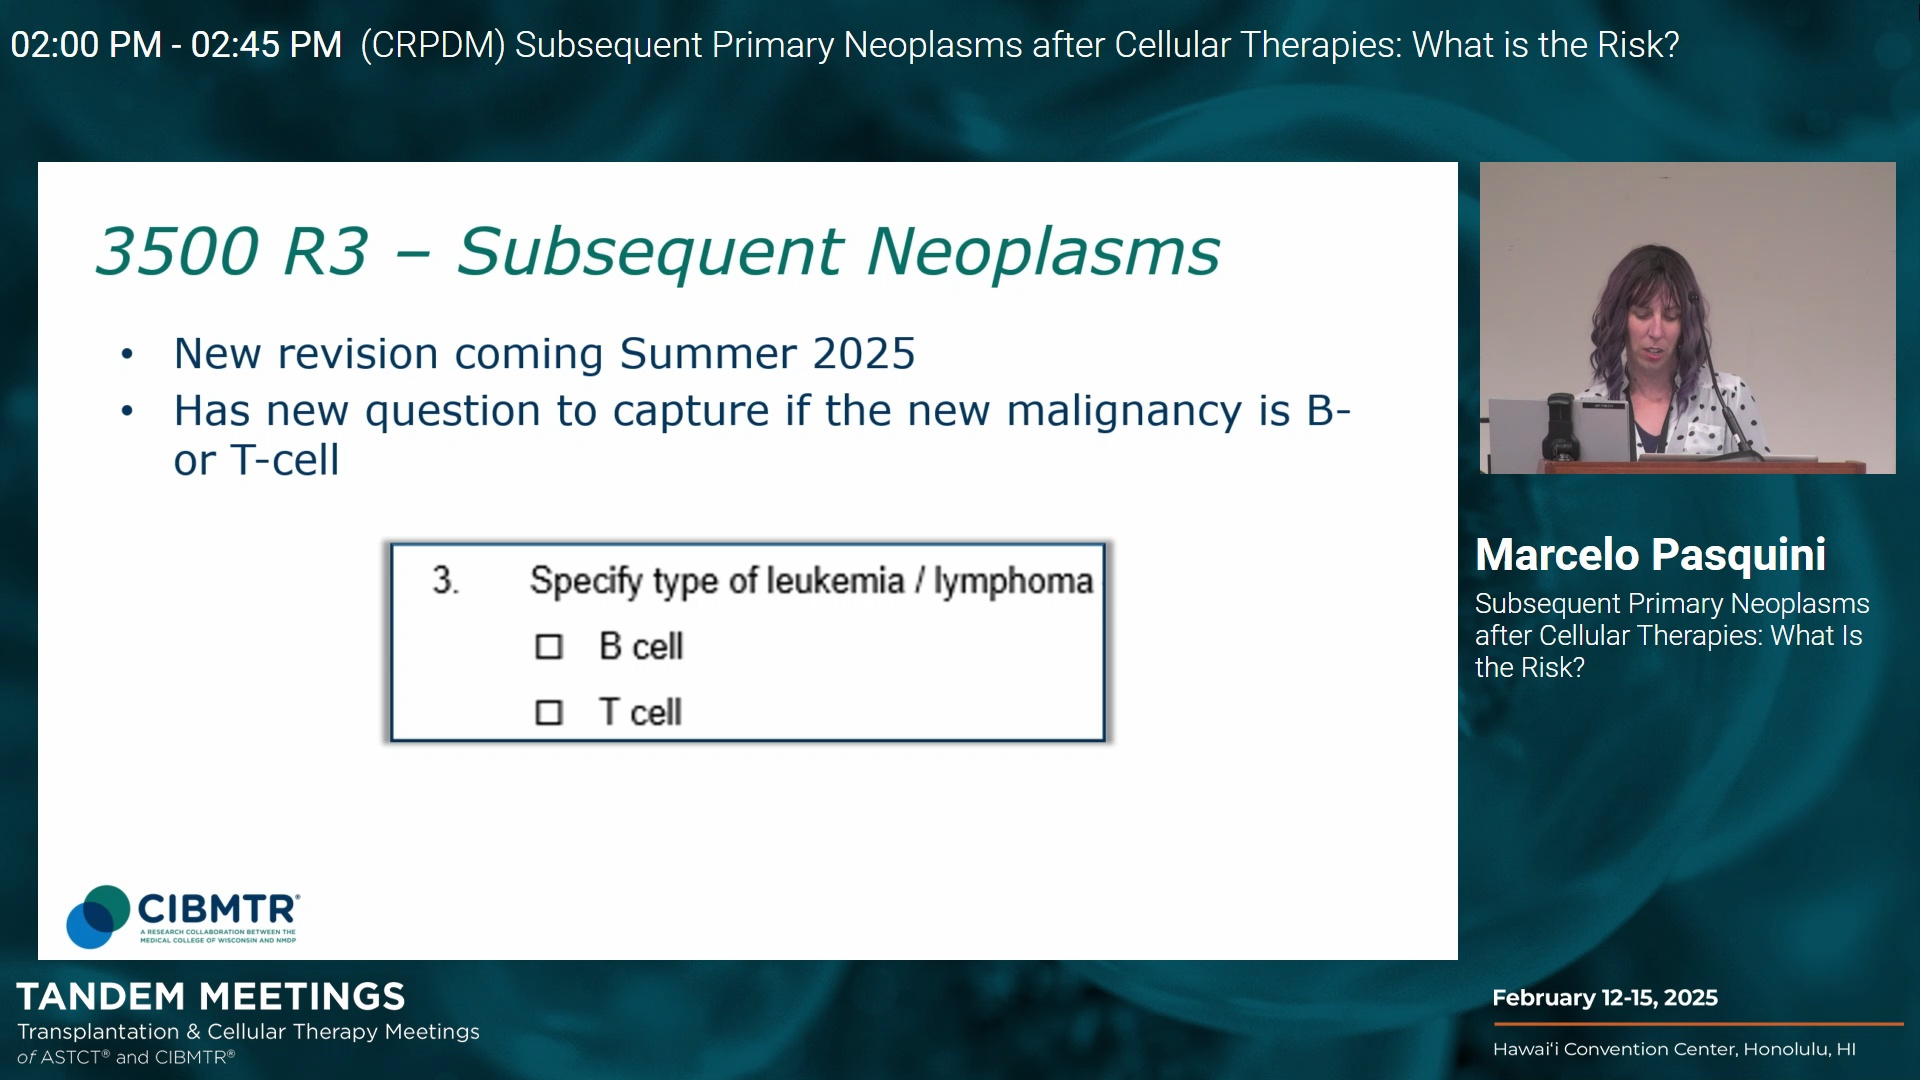 02:00 PM - 02:45 PM (CRPDM) Subsequent Primary Neoplasms after Cellular Therapies: What is the Risk?
3500 R3 – Subsequent Neoplasms
• New revision coming Summer 2025
• Has new question to capture if the new malignancy is B-
or T-cell
3. Specify type of leukemia / lymphoma
☐ B cell
☐ T cell
CIBMTR®
A RESEARCH COLLABORATION BETWEEN THE
MEDICAL COLLEGE OF WISCONSIN AND NMDP
Marcelo Pasquini
Subsequent Primary Neoplasms
after Cellular Therapies: What Is
the Risk?
TANDEM MEETINGS
Transplantation & Cellular Therapy Meetings
of ASTCT® and CIBMTR®
February 12-15, 2025
Hawaiʻi Convention Center, Honolulu, HI